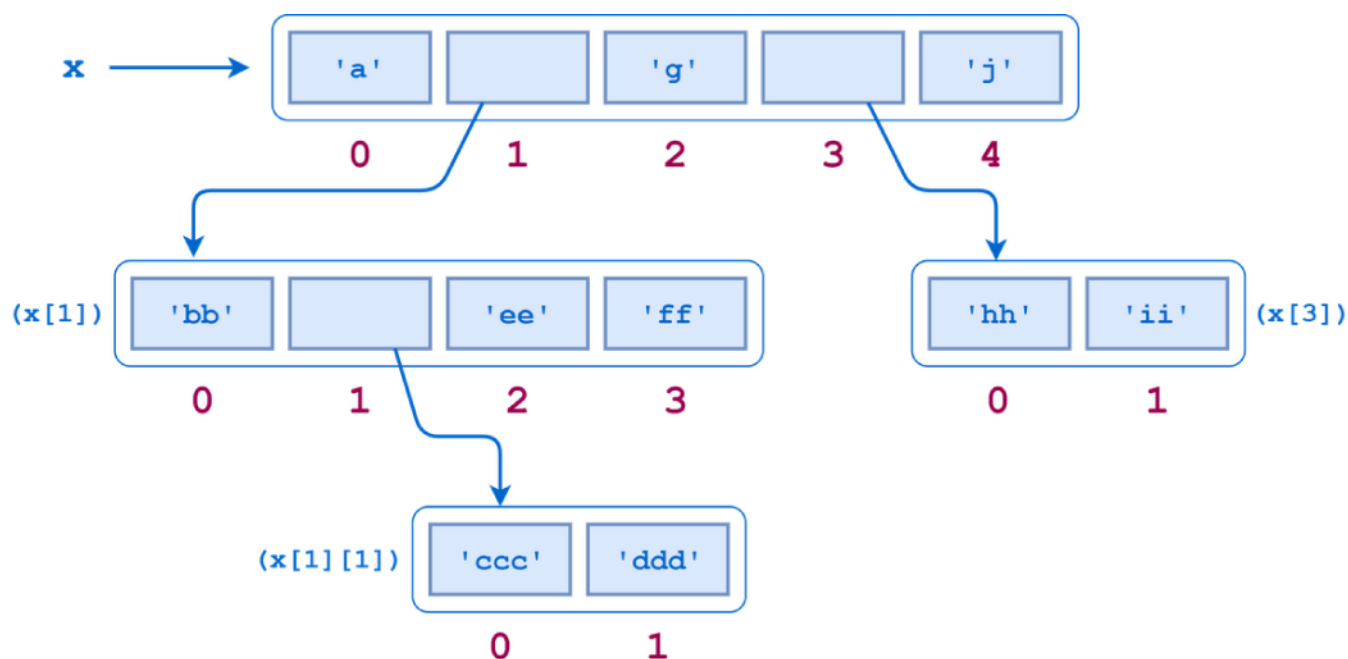 x 'a' 'g' 'j'
0 1 2 3 4
(x[1]) 'bb' 'ee' 'ff' 'hh' 'ii' (x[3])
0 1 2 3 0 1
(x[1][1]) 'ccc' 'ddd'
0 1